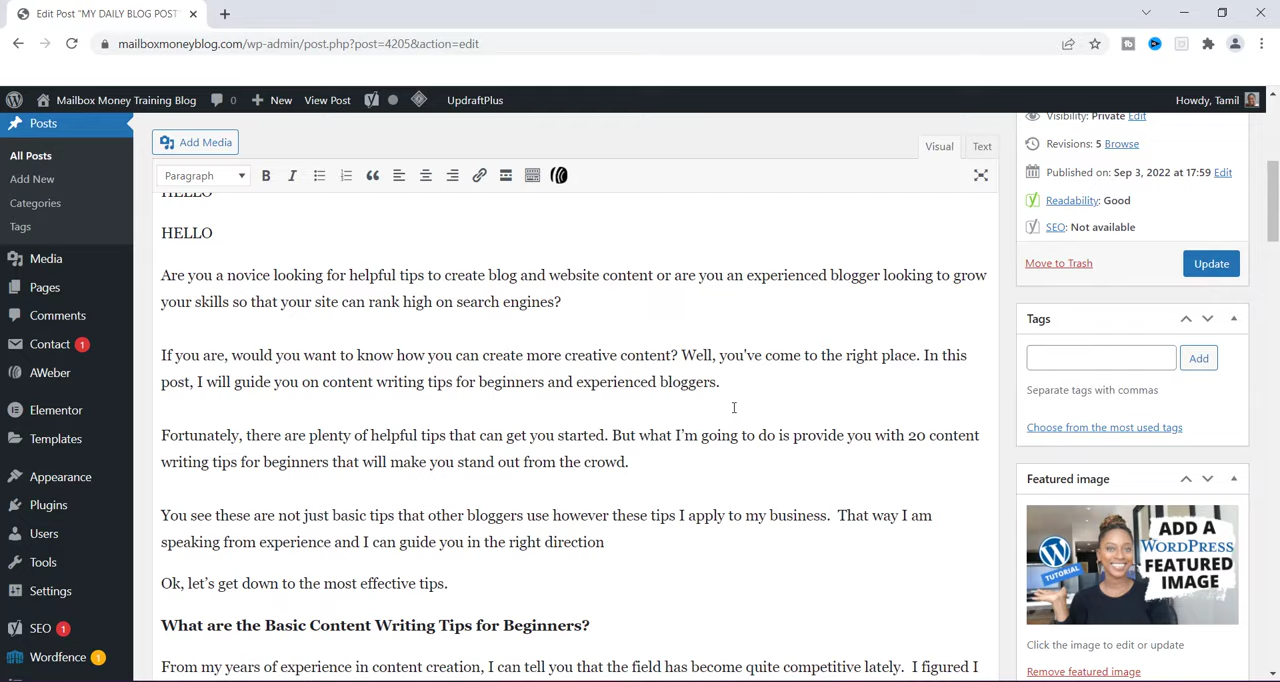 Edit Post "MY DAILY BLOG POST"
mailboxmoneyblog.com/wp-admin/post.php?post=4205&action=edit
Mailbox Money Training Blog 0 New View Post UpdraftPlus Howdy, Tamil
Posts
All Posts
Add New
Categories
Tags
Media
Pages
Comments
Contact 1
AWeber
Elementor
Templates
Appearance
Plugins
Users
Tools
Settings
SEO 1
Wordfence 1
Add Media
Visual Text
Paragraph
HELLO
HELLO
Are you a novice looking for helpful tips to create blog and website content or are you an experienced blogger looking to grow
your skills so that your site can rank high on search engines?
If you are, would you want to know how you can create more creative content? Well, you've come to the right place. In this
post, I will guide you on content writing tips for beginners and experienced bloggers.
Fortunately, there are plenty of helpful tips that can get you started. But what I'm going to do is provide you with 20 content
writing tips for beginners that will make you stand out from the crowd.
You see these are not just basic tips that other bloggers use however these tips I apply to my business.  That way I am
speaking from experience and I can guide you in the right direction
Ok, let's get down to the most effective tips.
What are the Basic Content Writing Tips for Beginners?
From my years of experience in content creation, I can tell you that the field has become quite competitive lately.  I figured I
Visibility: Private Edit
Revisions: 5 Browse
Published on: Sep 3, 2022 at 17:59 Edit
Readability: Good
SEO: Not available
Move to Trash Update
Tags
Add
Separate tags with commas
Choose from the most used tags
Featured image
ADD A
WORDPRESS
FEATURED
IMAGE
TUTORIAL
Click the image to edit or update
Remove featured image